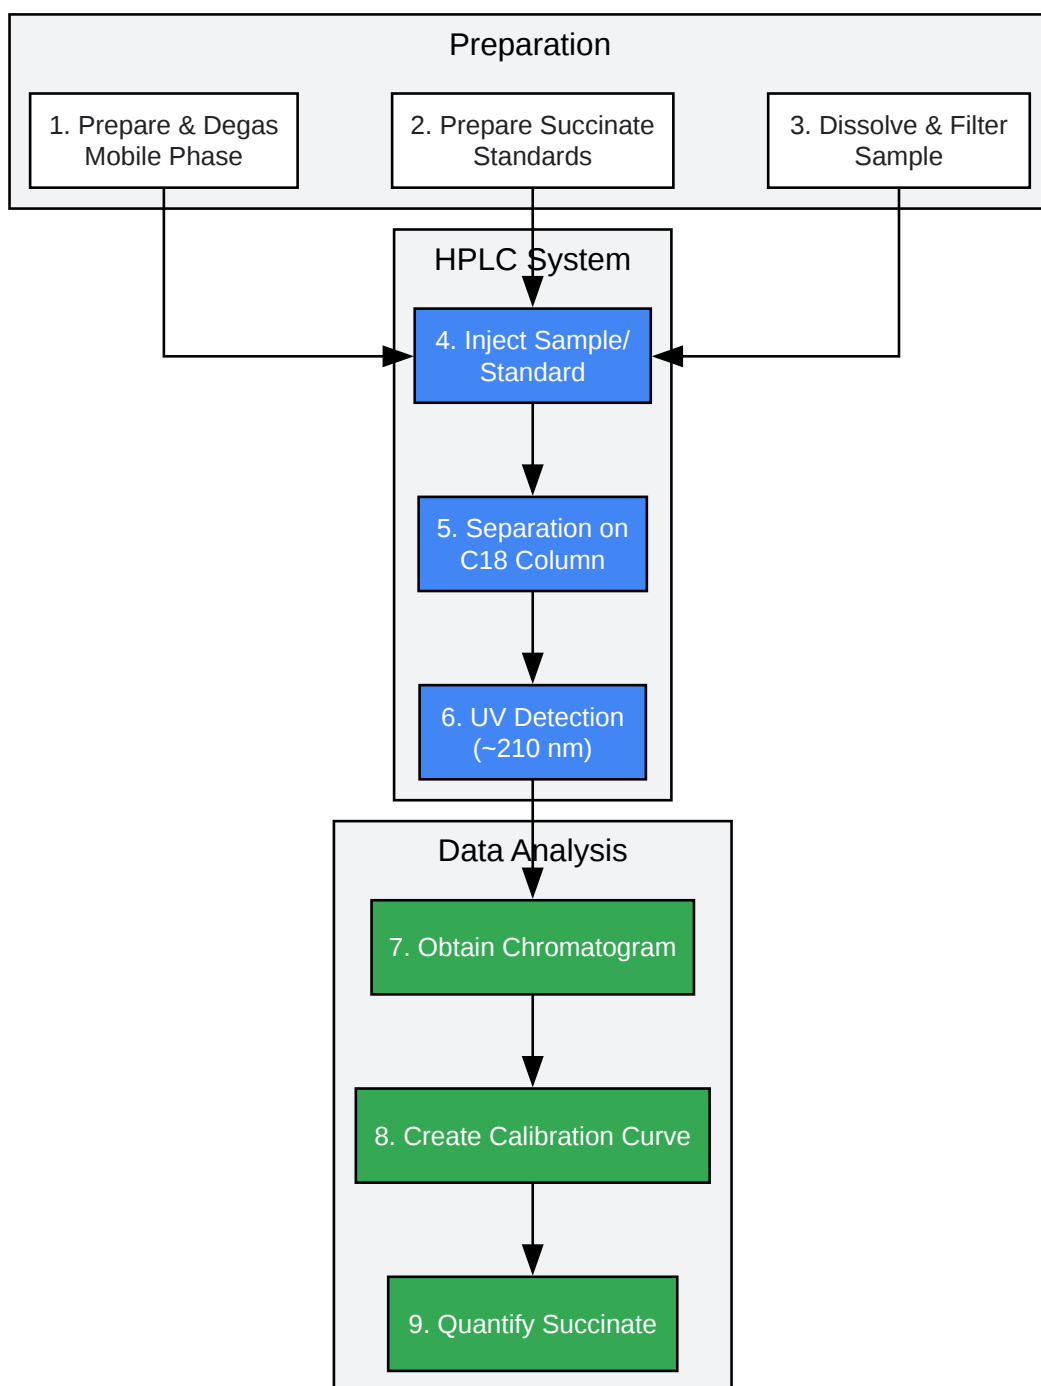 Preparation
1. Prepare & Degas
Mobile Phase
2. Prepare Succinate
Standards
3. Dissolve & Filter
Sample
HPLC System
4. Inject Sample/
Standard
5. Separation on
C18 Column
6. UV Detection
(~210 nm)
Data Analysis
7. Obtain Chromatogram
8. Create Calibration Curve
9. Quantify Succinate